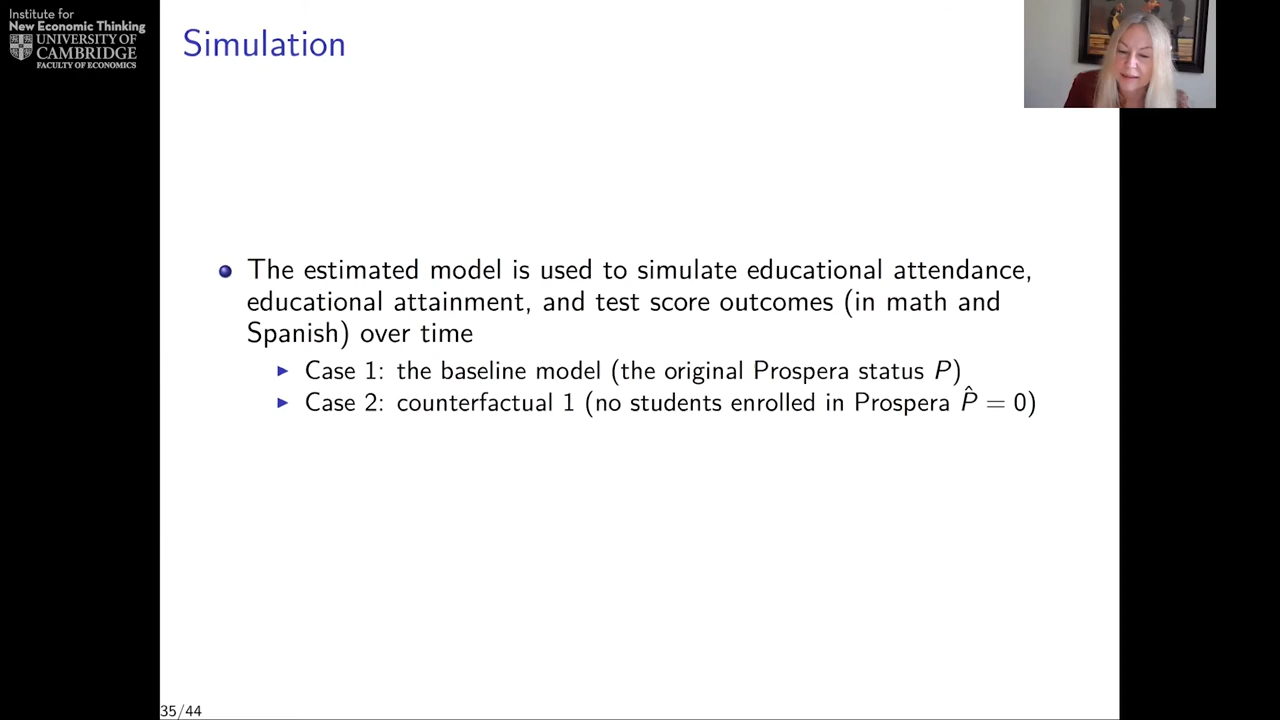 Institute for
New Economic Thinking
UNIVERSITY OF
CAMBRIDGE
FACULTY OF ECONOMICS
Simulation
The estimated model is used to simulate educational attendance,
educational attainment, and test score outcomes (in math and
Spanish) over time
Case 1: the baseline model (the original Prospera status P)
Case 2: counterfactual 1 (no students enrolled in Prospera P̂ = 0)
35/44